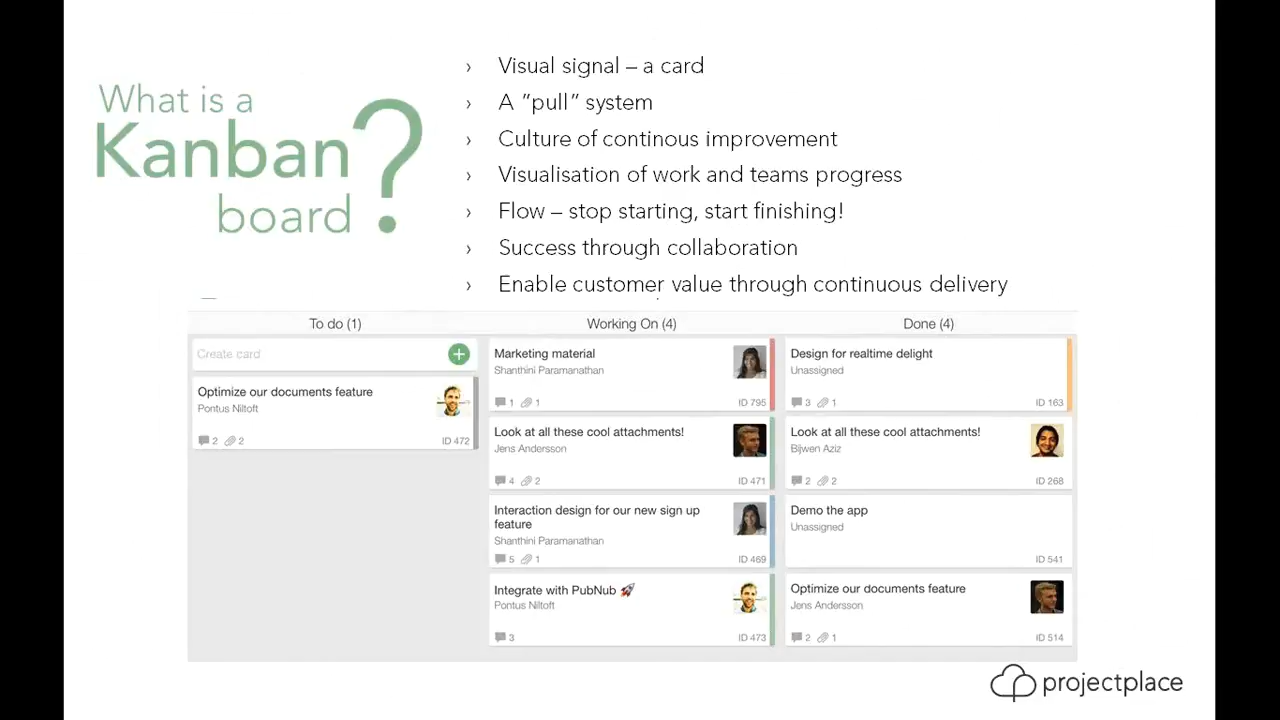 What is a
Kanban?
board
› Visual signal – a card
› A ”pull” system
› Culture of continous improvement
› Visualisation of work and teams progress
› Flow – stop starting, start finishing!
› Success through collaboration
› Enable customer value through continuous delivery
To do (1)
Create card
Optimize our documents feature
Pontus Niltoft
2 2 ID 472
Working On (4)
Marketing material
Shanthini Paramanathan
1 1 ID 795
Look at all these cool attachments!
Jens Andersson
4 2 ID 471
Interaction design for our new sign up
feature
Shanthini Paramanathan
5 1 ID 469
Integrate with PubNub 🚀
Pontus Niltoft
3 ID 473
Done (4)
Design for realtime delight
Unassigned
3 1 ID 163
Look at all these cool attachments!
Bijwen Aziz
2 2 ID 268
Demo the app
Unassigned
ID 541
Optimize our documents feature
Jens Andersson
2 1 ID 514
projectplace